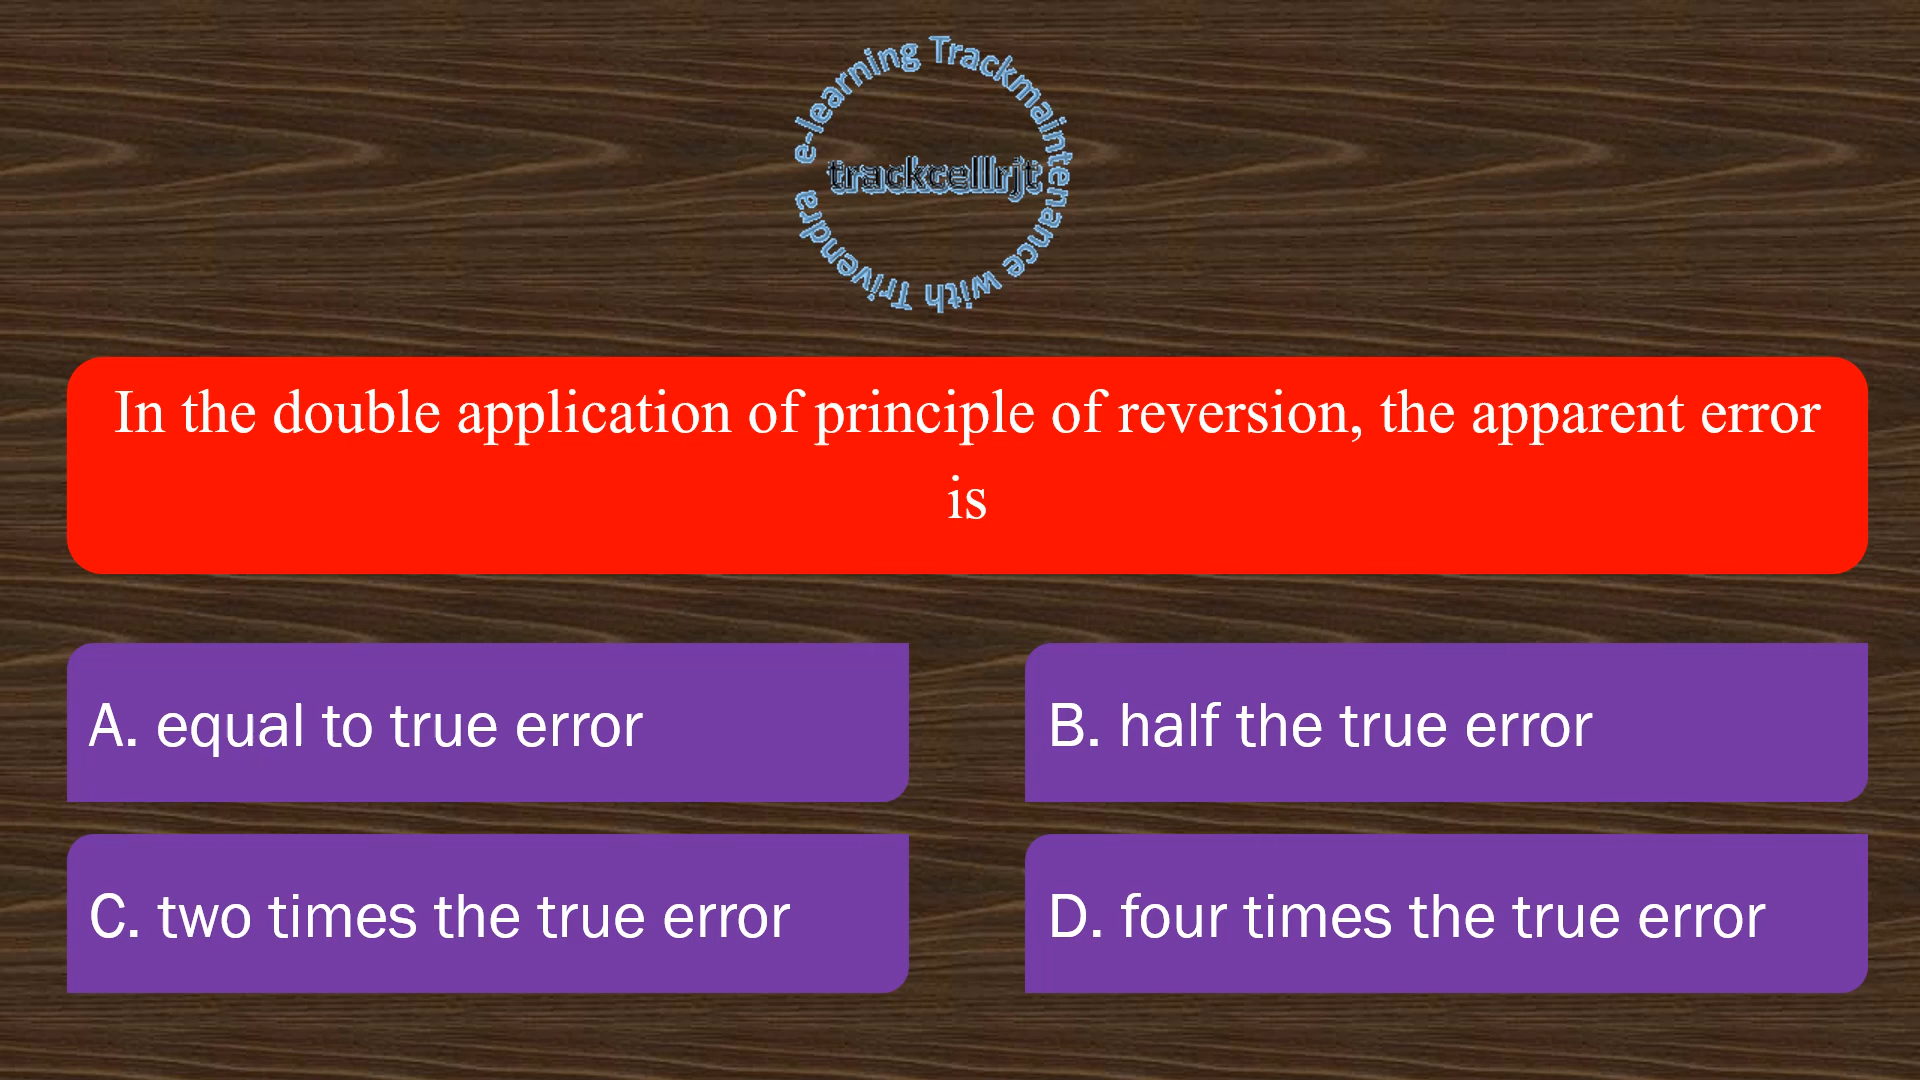 e-learning Trackmaintenance with Trivendra
trackcellrjt
In the double application of principle of reversion, the apparent error
is
A. equal to true error
B. half the true error
C. two times the true error
D. four times the true error